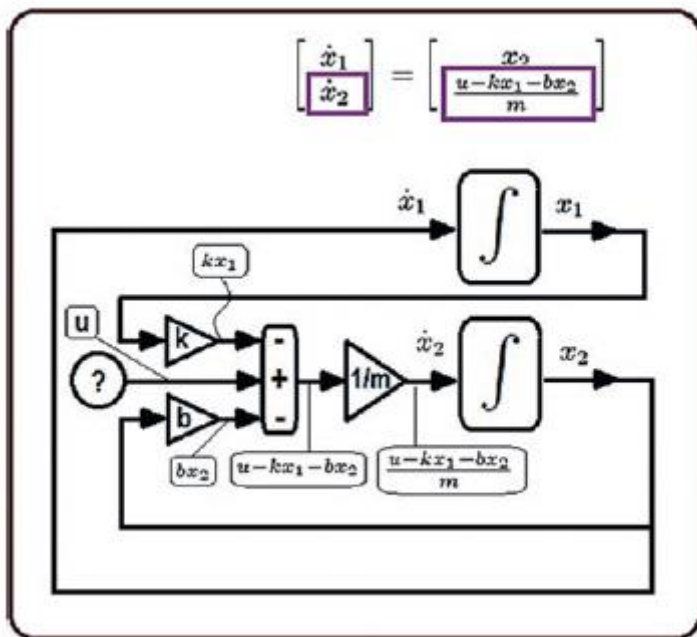 [ẋ₁ ẋ₂] = [x₂ (u−kx₁−bx₂)/m]
ẋ₁ ∫ x₁
kx₁
u
k - ẋ₂ x₂
? + 1/m ∫
b -
bx₂ u−kx₁−bx₂ (u−kx₁−bx₂)/m